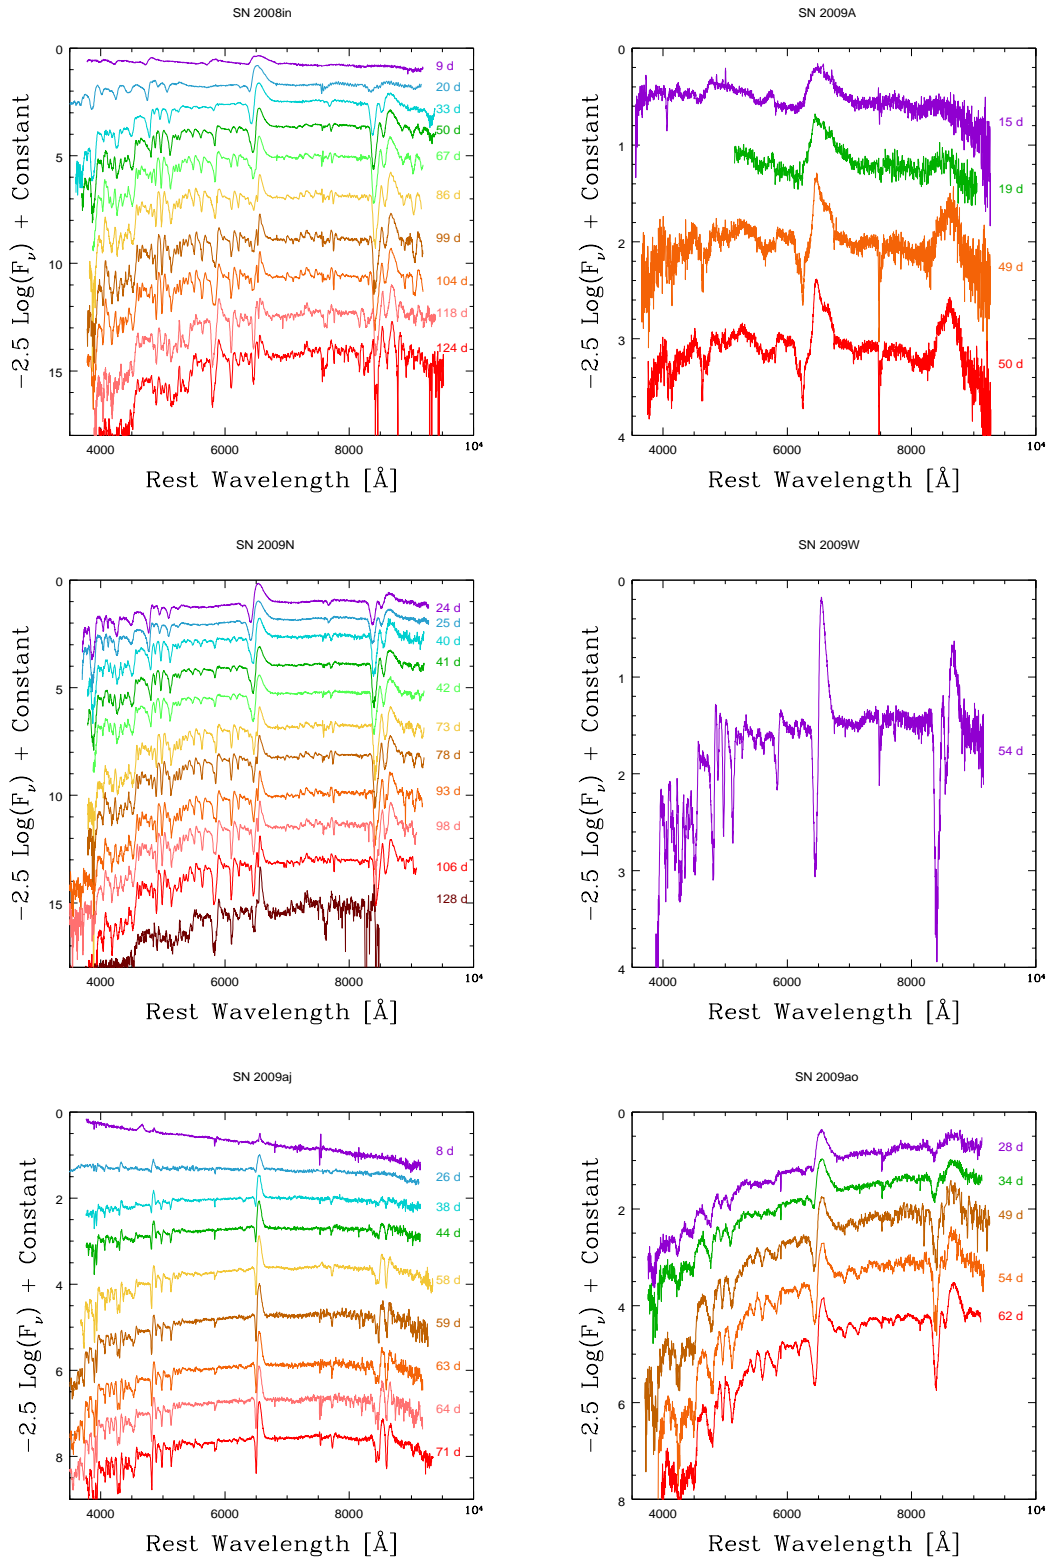 SN 2008in
0
5
10
15
−2.5 Log(Fν) + Constant
9 d
20 d
33 d
50 d
67 d
86 d
99 d
104 d
118 d
124 d
4000 6000 8000 10⁴
Rest Wavelength [Å]
SN 2009A
0
1
2
3
4
−2.5 Log(Fν) + Constant
15 d
19 d
49 d
50 d
4000 6000 8000 10⁴
Rest Wavelength [Å]
SN 2009N
0
5
10
15
−2.5 Log(Fν) + Constant
24 d
25 d
40 d
41 d
42 d
73 d
78 d
93 d
98 d
106 d
128 d
4000 6000 8000 10⁴
Rest Wavelength [Å]
SN 2009W
0
1
2
3
4
−2.5 Log(Fν) + Constant
54 d
4000 6000 8000 10⁴
Rest Wavelength [Å]
SN 2009aj
0
2
4
6
8
−2.5 Log(Fν) + Constant
8 d
26 d
38 d
44 d
58 d
59 d
63 d
64 d
71 d
4000 6000 8000 10⁴
Rest Wavelength [Å]
SN 2009ao
0
2
4
6
8
−2.5 Log(Fν) + Constant
28 d
34 d
49 d
54 d
62 d
4000 6000 8000 10⁴
Rest Wavelength [Å]